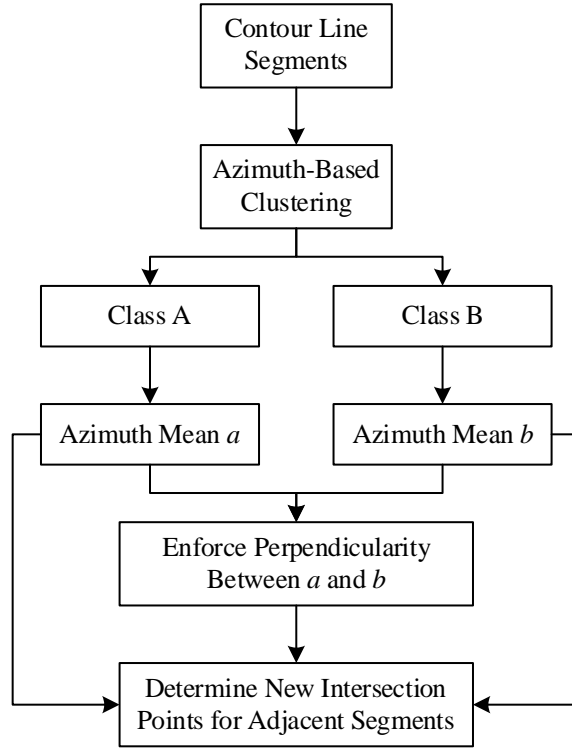 Contour Line
Segments
Azimuth-Based
Clustering
Class A
Class B
Azimuth Mean a
Azimuth Mean b
Enforce Perpendicularity
Between a and b
Determine New Intersection
Points for Adjacent Segments